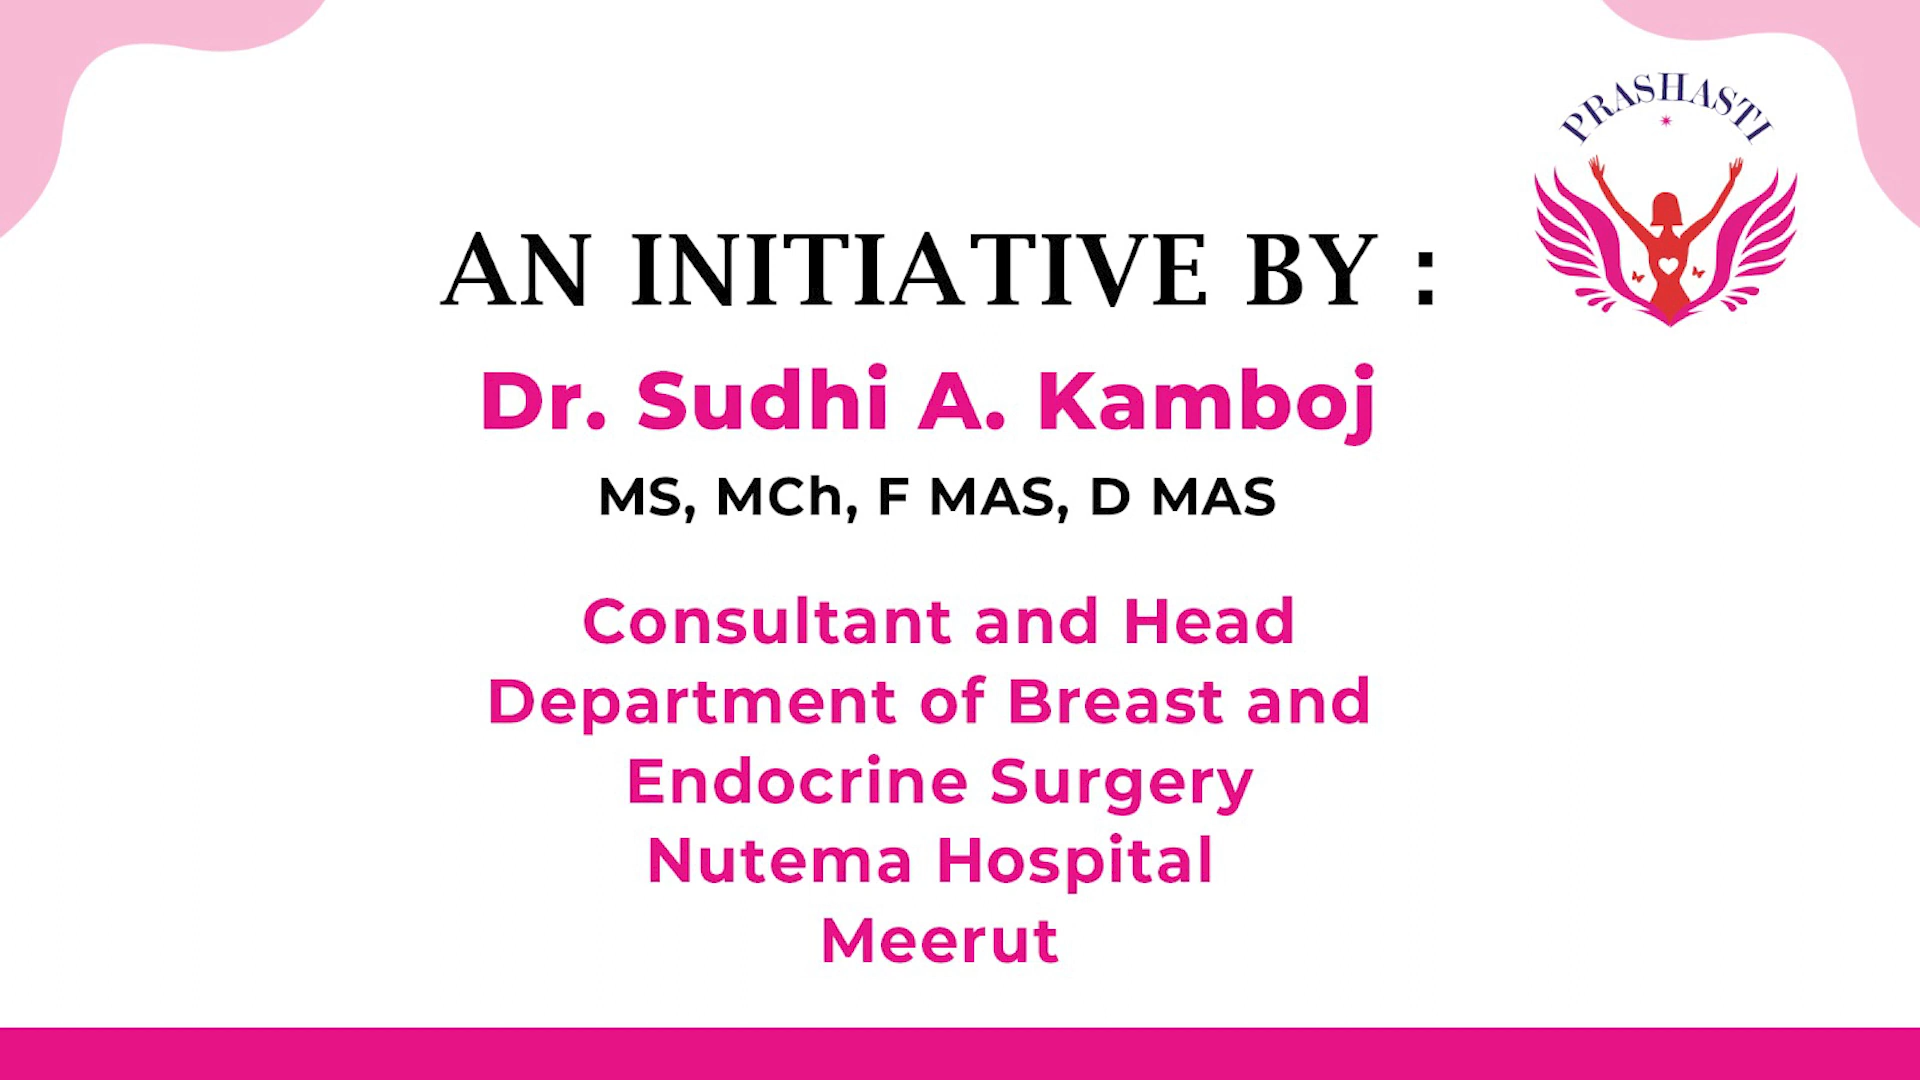 PRASHASTI
AN INITIATIVE BY :
Dr. Sudhi A. Kamboj
MS, MCh, F MAS, D MAS
Consultant and Head
Department of Breast and
Endocrine Surgery
Nutema Hospital
Meerut